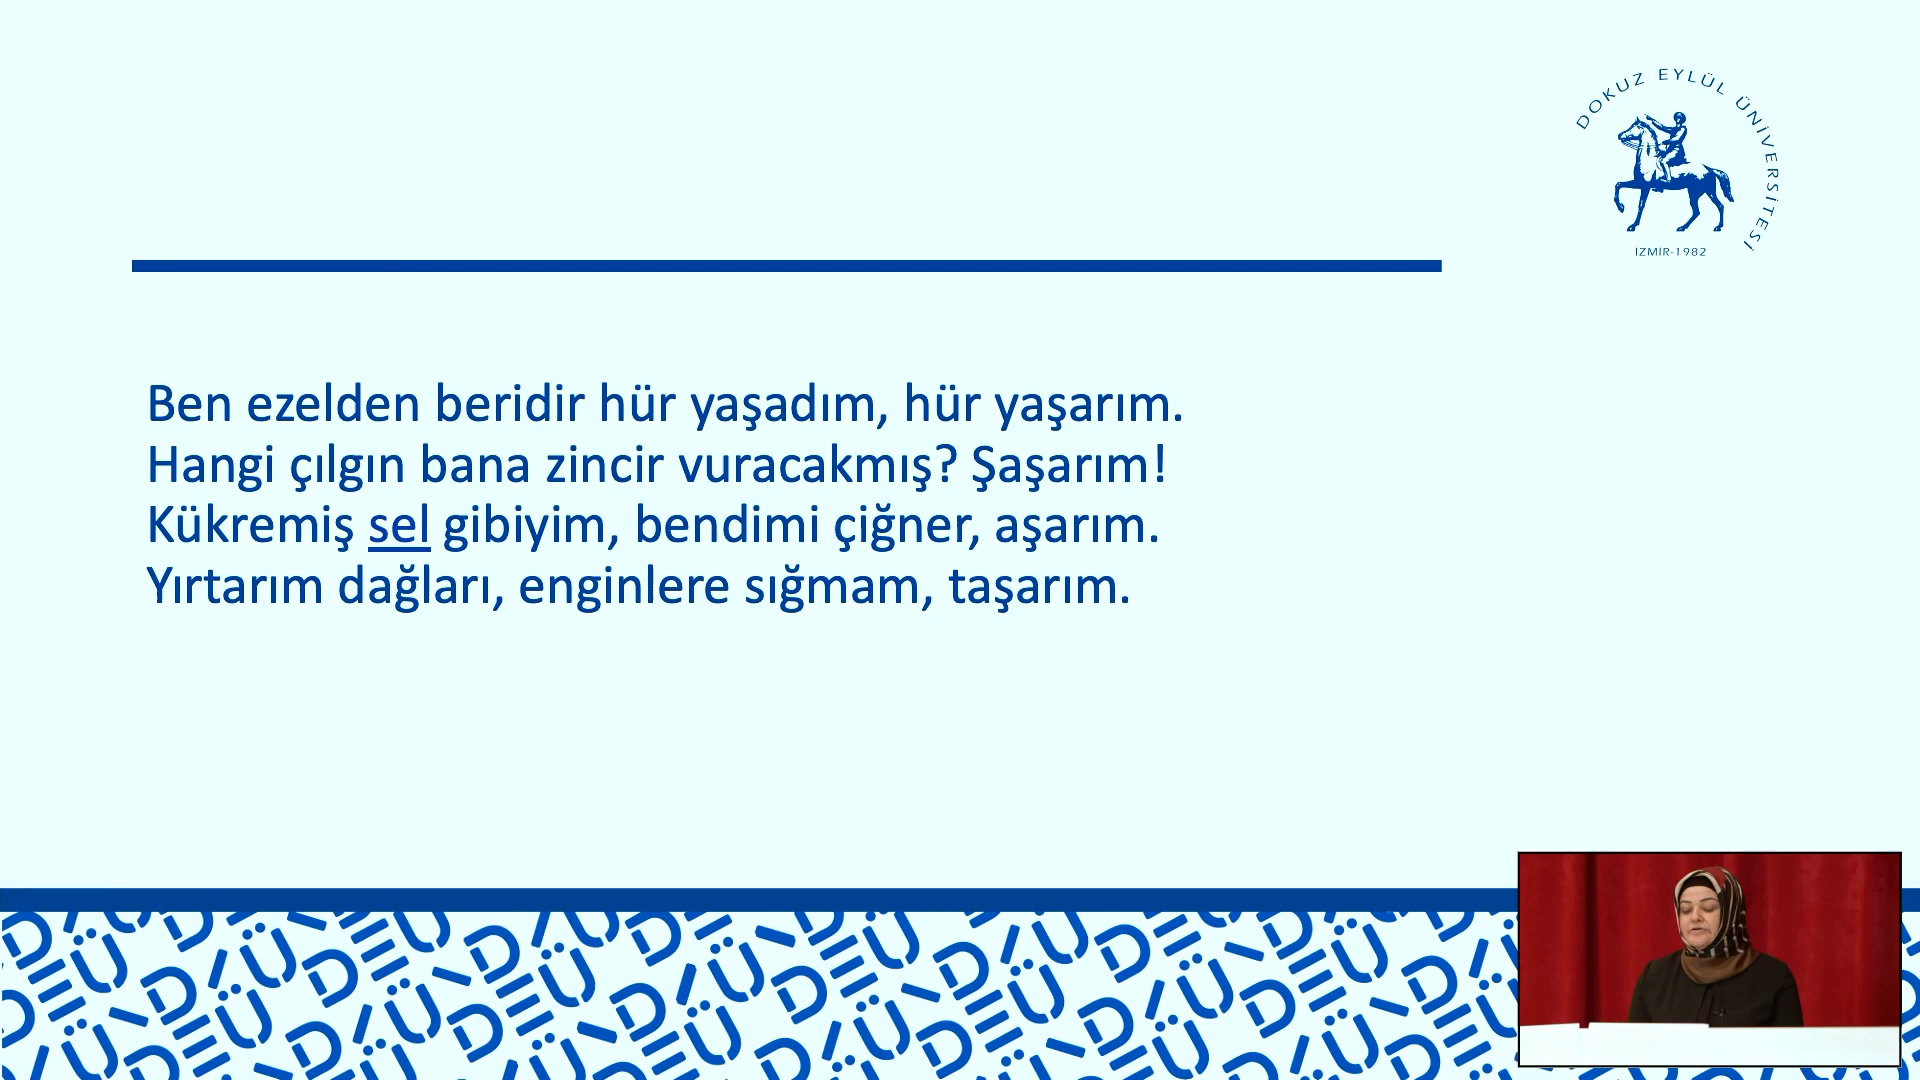 DOKUZ EYLÜL ÜNİVERSİTESİ
IZMİR-1982
Ben ezelden beridir hür yaşadım, hür yaşarım.
Hangi çılgın bana zincir vuracakmış? Şaşarım!
Kükremiş sel gibiyim, bendimi çiğner, aşarım.
Yırtarım dağları, enginlere sığmam, taşarım.